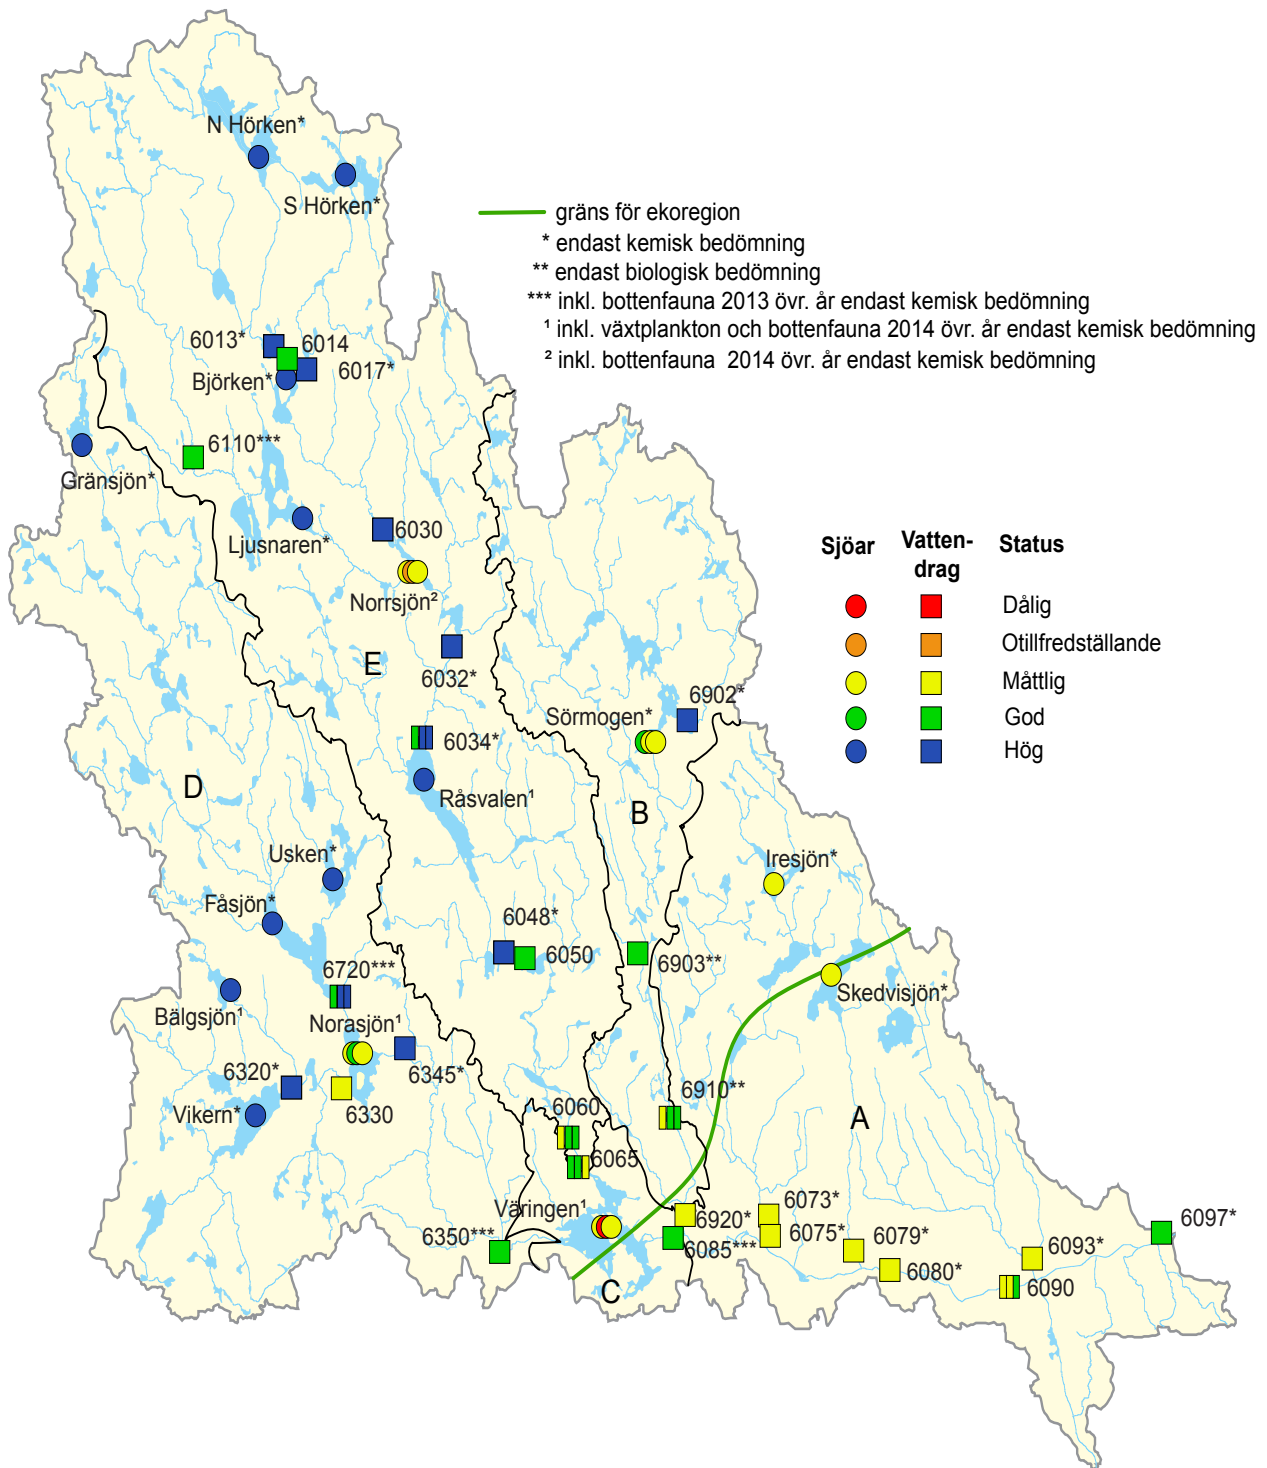 N Hörken*
S Hörken*
gräns för ekoregion
* endast kemisk bedömning
** endast biologisk bedömning
*** inkl. bottenfauna 2013 övr. år endast kemisk bedömning
¹ inkl. växtplankton och bottenfauna 2014 övr. år endast kemisk bedömning
² inkl. bottenfauna 2014 övr. år endast kemisk bedömning
6013*
6014
6017*
Björken*
6110***
Gränsjön*
Ljusnaren*
6030
Norrsjön²
Sjöar
Vatten-
drag
Status
Dålig
Otillfredställande
Måttlig
God
Hög
E
6032*
6902*
Sörmogen*
6034*
D
Råsvalen¹
B
Usken*
Iresjön*
Fåsjön*
6048*
6050
6903**
6720***
Skedvisjön*
Bälgsjön¹
Norasjön¹
6320*
6345*
Vikern*
6330
6060
6910**
A
6065
Väringen¹
6350***
6920*
6085***
6073*
6075*
6079*
6080*
6093*
6097*
6090
C